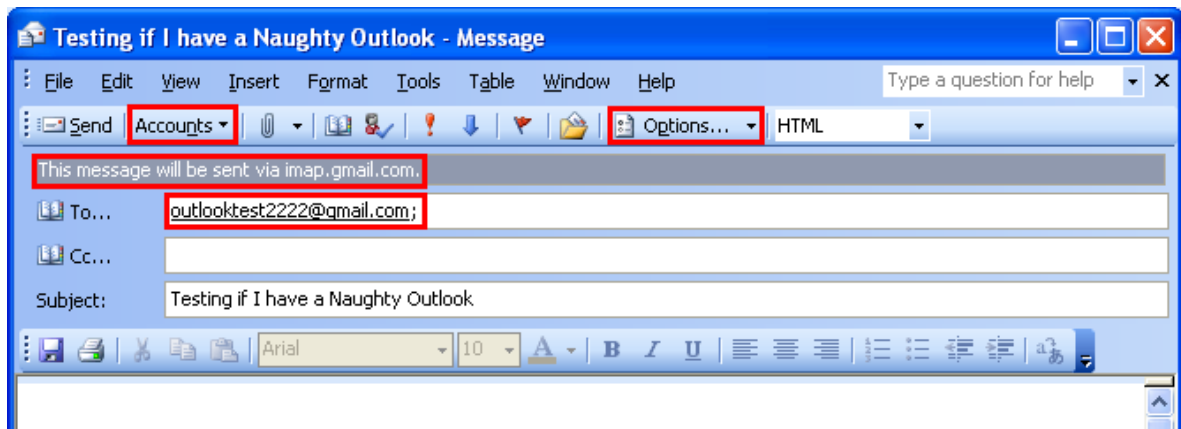 Testing if I have a Naughty Outlook - Message
File Edit View Insert Format Tools Table Window Help Type a question for help
Send Accounts Options... HTML
This message will be sent via imap.gmail.com.
To... outlooktest2222@gmail.com;
Cc...
Subject: Testing if I have a Naughty Outlook
Arial 10 A B I U